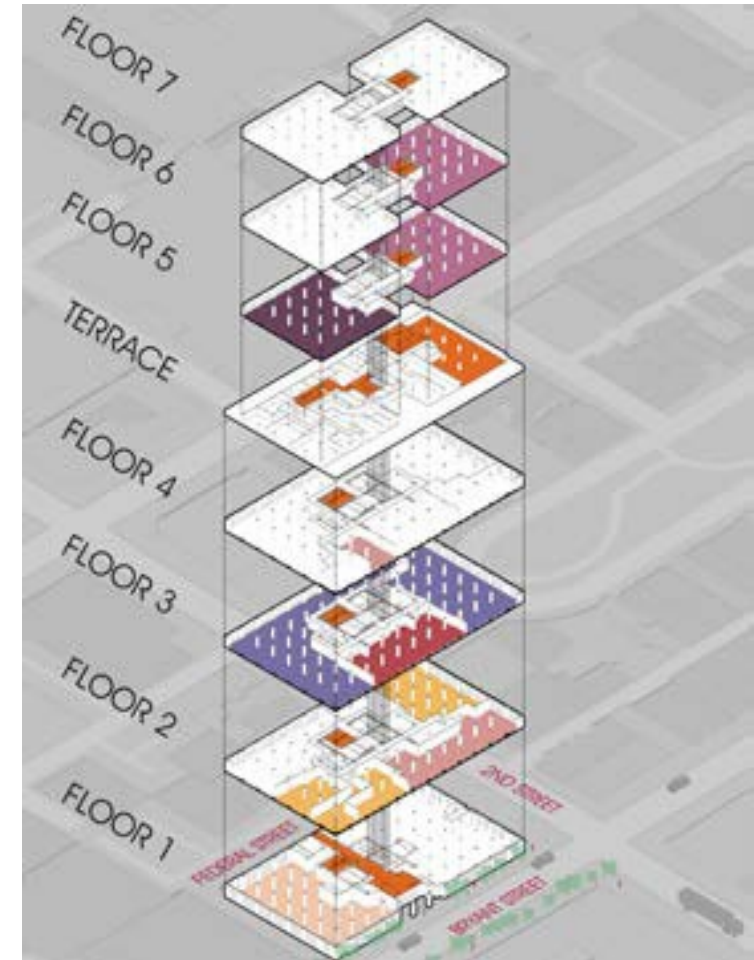 FLOOR 7
FLOOR 6
FLOOR 5
TERRACE
FLOOR 4
FLOOR 3
FLOOR 2
FLOOR 1
2ND STREET
FEDERAL STREET
BRYANT STREET